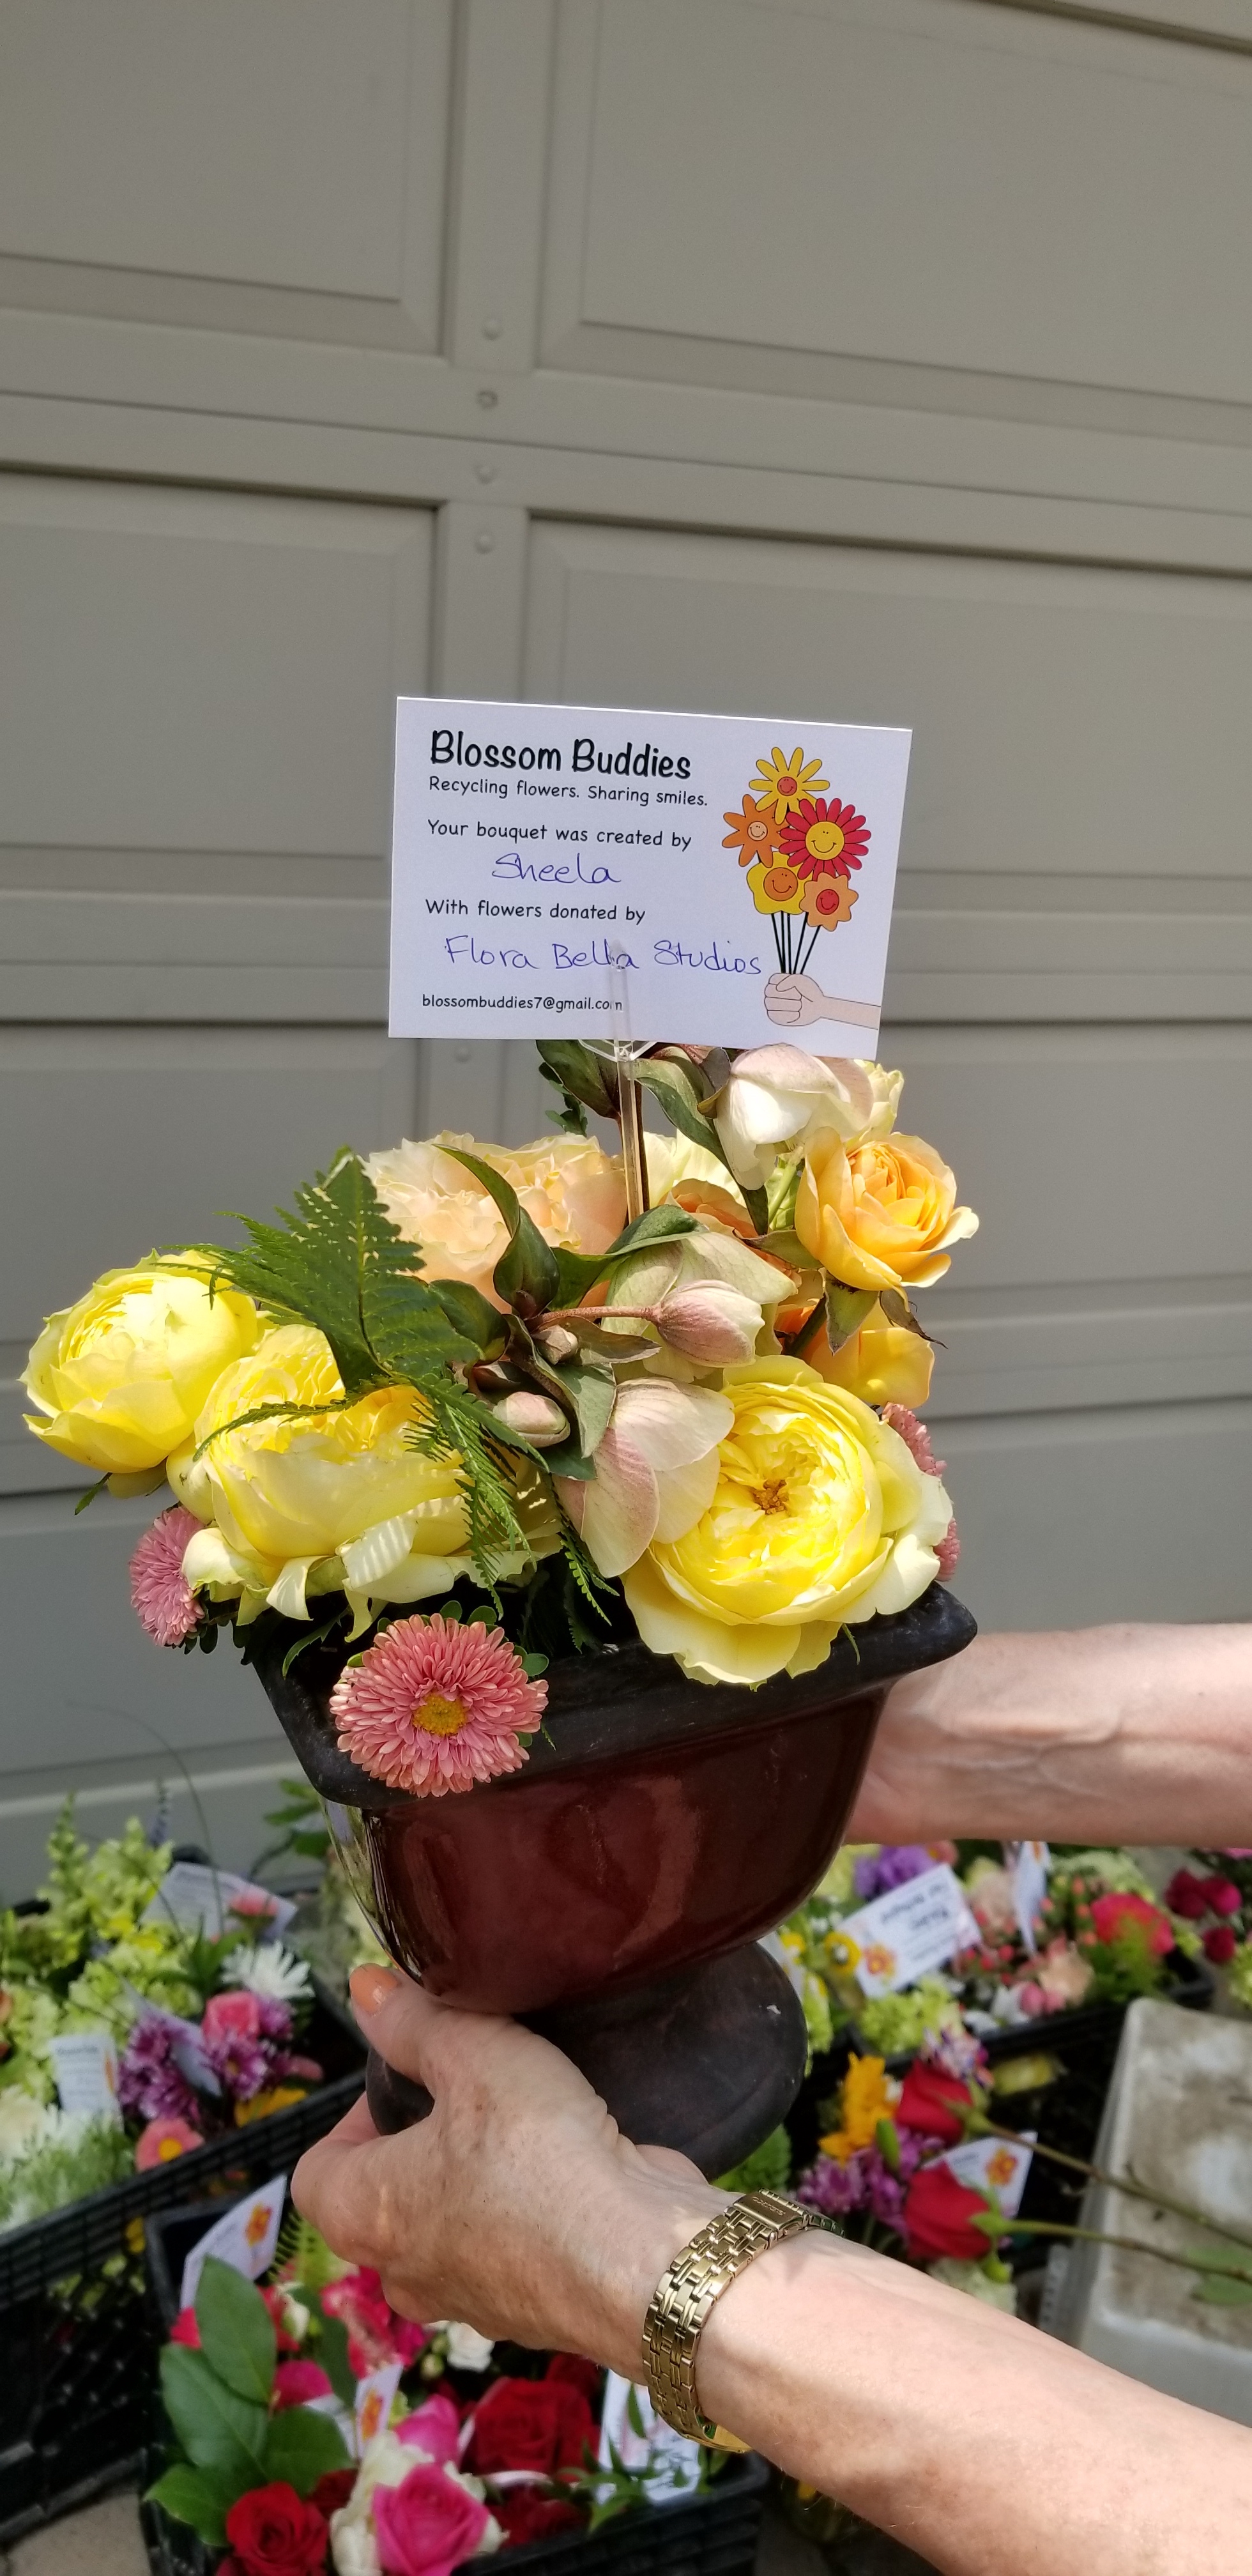 Blossom Buddies
Recycling flowers. Sharing smiles.
Your bouquet was created by
Sheela
With flowers donated by
Flora Bella Studios
blossombuddies7@gmail.com